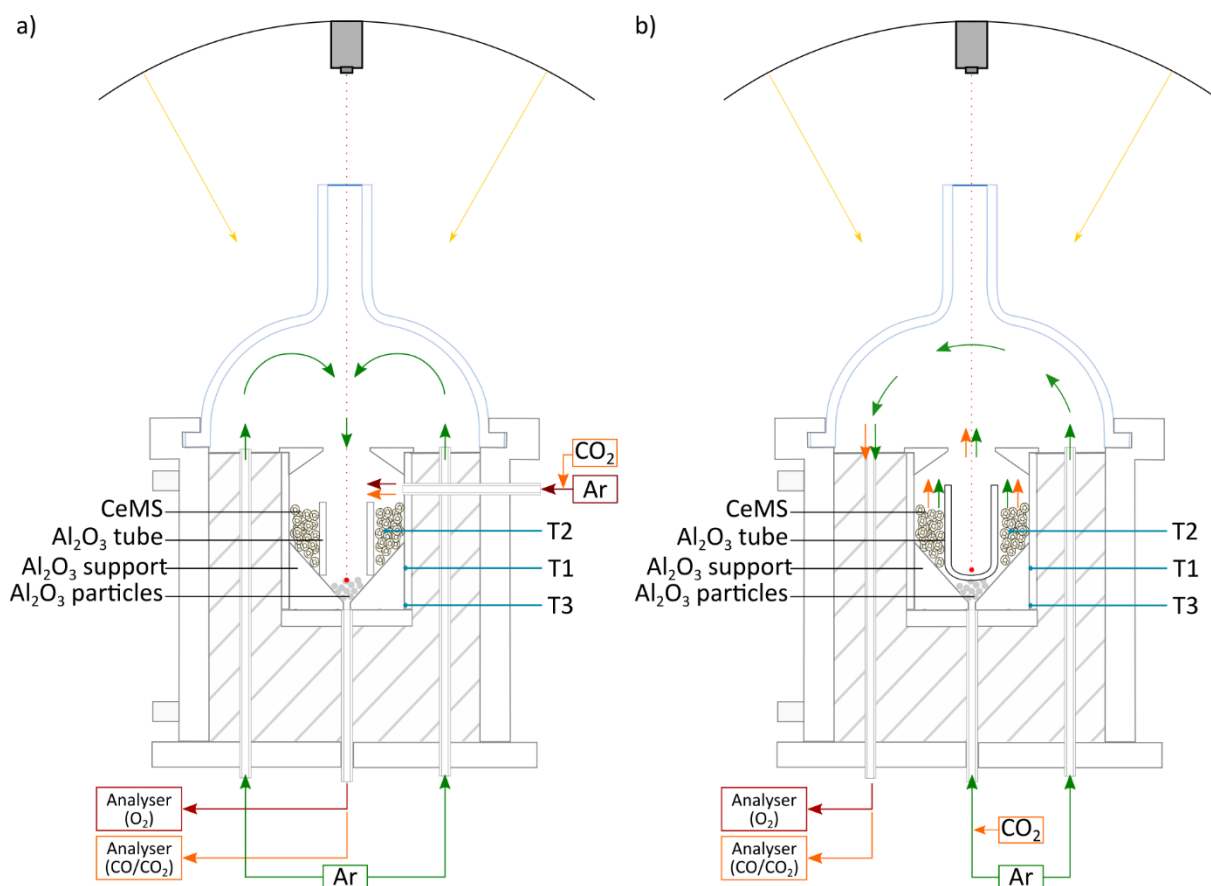 a)
CO₂
Ar
CeMS
Al₂O₃ tube
Al₂O₃ support
Al₂O₃ particles
T2
T1
T3
Analyser
(O₂)
Analyser
(CO/CO₂)
Ar
b)
CeMS
Al₂O₃ tube
Al₂O₃ support
Al₂O₃ particles
T2
T1
T3
Analyser
(O₂)
Analyser
(CO/CO₂)
CO₂
Ar